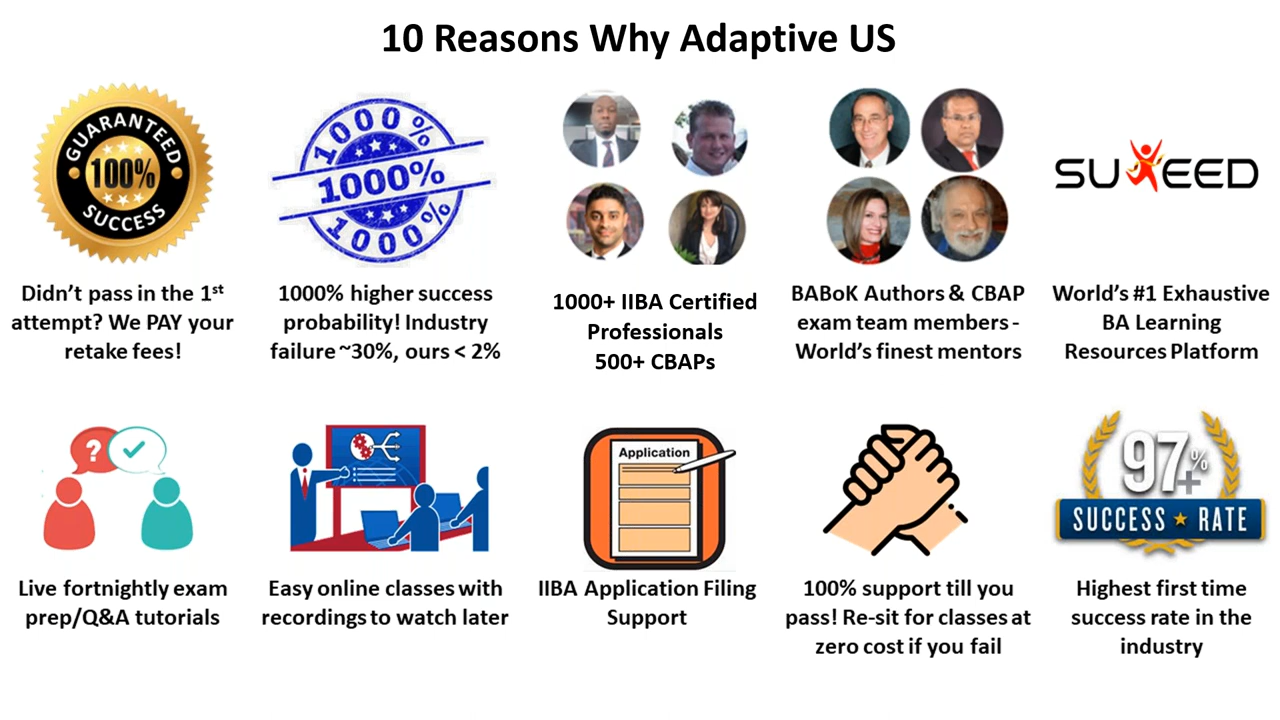 10 Reasons Why Adaptive US
GUARANTEED
100%
SUCCESS
Didn't pass in the 1st
attempt? We PAY your
retake fees!
1000%
1000%
1000%
1000% higher success
probability! Industry
failure ~30%, ours < 2%
1000+ IIBA Certified
Professionals
500+ CBAPs
BABoK Authors & CBAP
exam team members -
World's finest mentors
SUXEED
World's #1 Exhaustive
BA Learning
Resources Platform
?
Live fortnightly exam
prep/Q&A tutorials
Easy online classes with
recordings to watch later
Application
IIBA Application Filing
Support
100% support till you
pass! Re-sit for classes at
zero cost if you fail
97%+
SUCCESS ★ RATE
Highest first time
success rate in the
industry